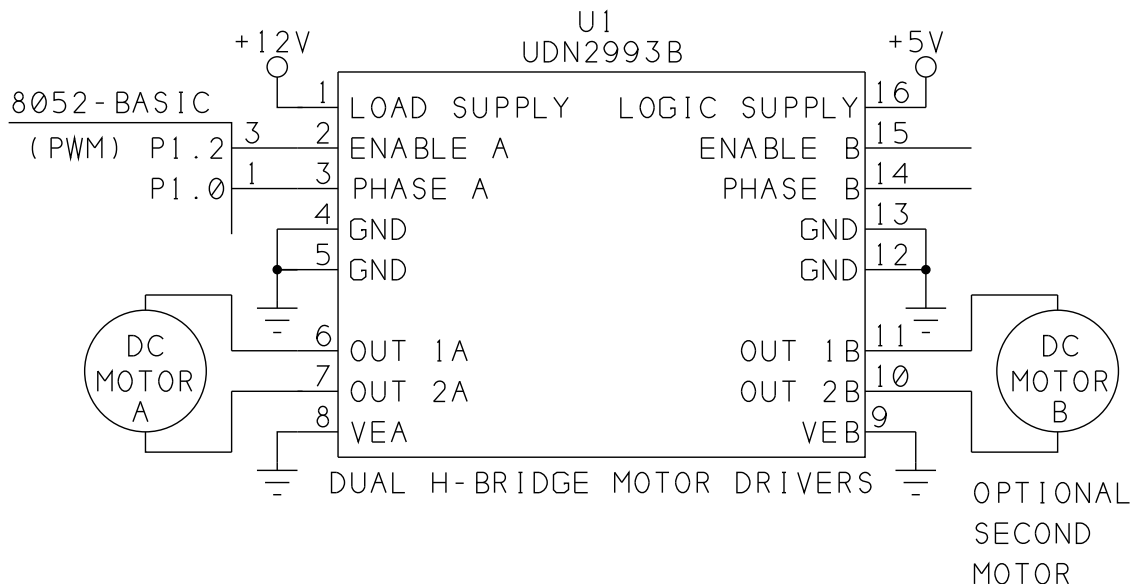 U1
UDN2993B
+12V
+5V
8052-BASIC
(PWM) P1.2
P1.0
3
1
1 LOAD SUPPLY
2 ENABLE A
3 PHASE A
4 GND
5 GND
6 OUT 1A
7 OUT 2A
8 VEA
LOGIC SUPPLY 16
ENABLE B 15
PHASE B 14
GND 13
GND 12
OUT 1B 11
OUT 2B 10
VEB 9
DC
MOTOR
A
DC
MOTOR
B
DUAL H-BRIDGE MOTOR DRIVERS
OPTIONAL
SECOND
MOTOR